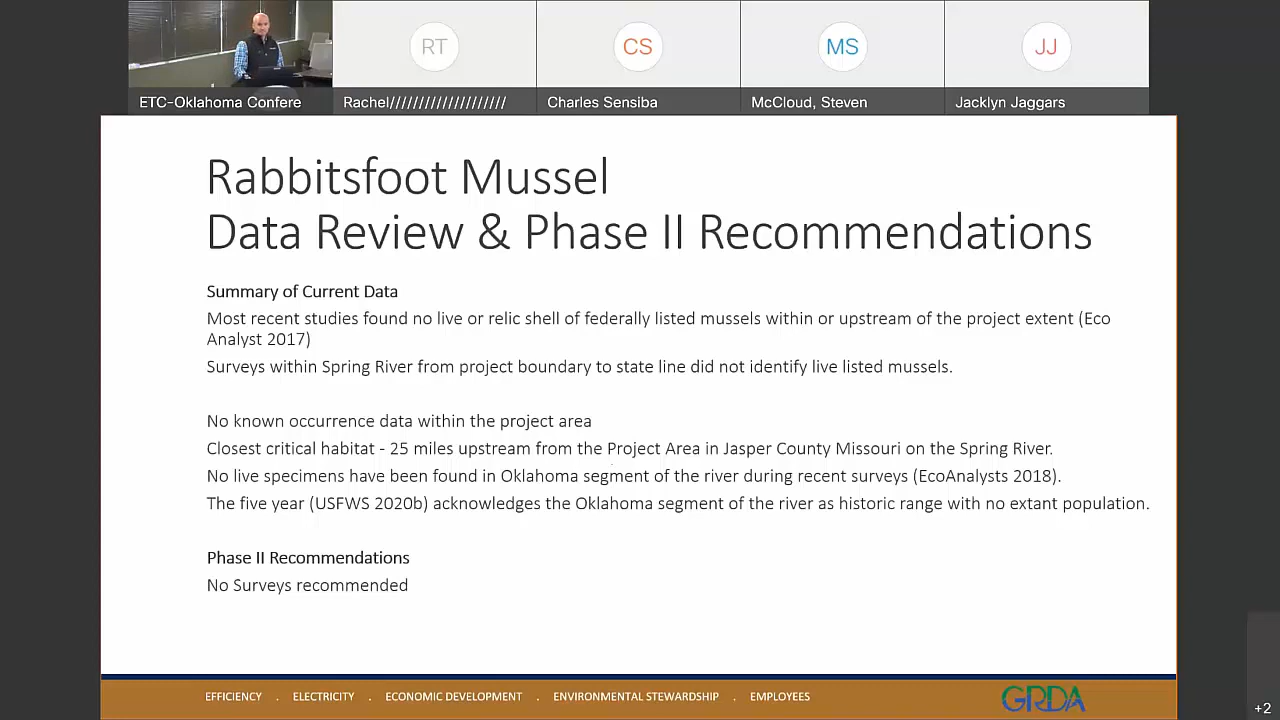 RT
CS
MS
JJ
ETC-Oklahoma Confere
Rachel////////////////////
Charles Sensiba
McCloud, Steven
Jacklyn Jaggars
Rabbitsfoot Mussel
Data Review & Phase II Recommendations
Summary of Current Data
Most recent studies found no live or relic shell of federally listed mussels within or upstream of the project extent (Eco
Analyst 2017)
Surveys within Spring River from project boundary to state line did not identify live listed mussels.
No known occurrence data within the project area
Closest critical habitat - 25 miles upstream from the Project Area in Jasper County Missouri on the Spring River.
No live specimens have been found in Oklahoma segment of the river during recent surveys (EcoAnalysts 2018).
The five year (USFWS 2020b) acknowledges the Oklahoma segment of the river as historic range with no extant population.
Phase II Recommendations
No Surveys recommended
EFFICIENCY . ELECTRICITY . ECONOMIC DEVELOPMENT . ENVIRONMENTAL STEWARDSHIP . EMPLOYEES
GRDA
+2